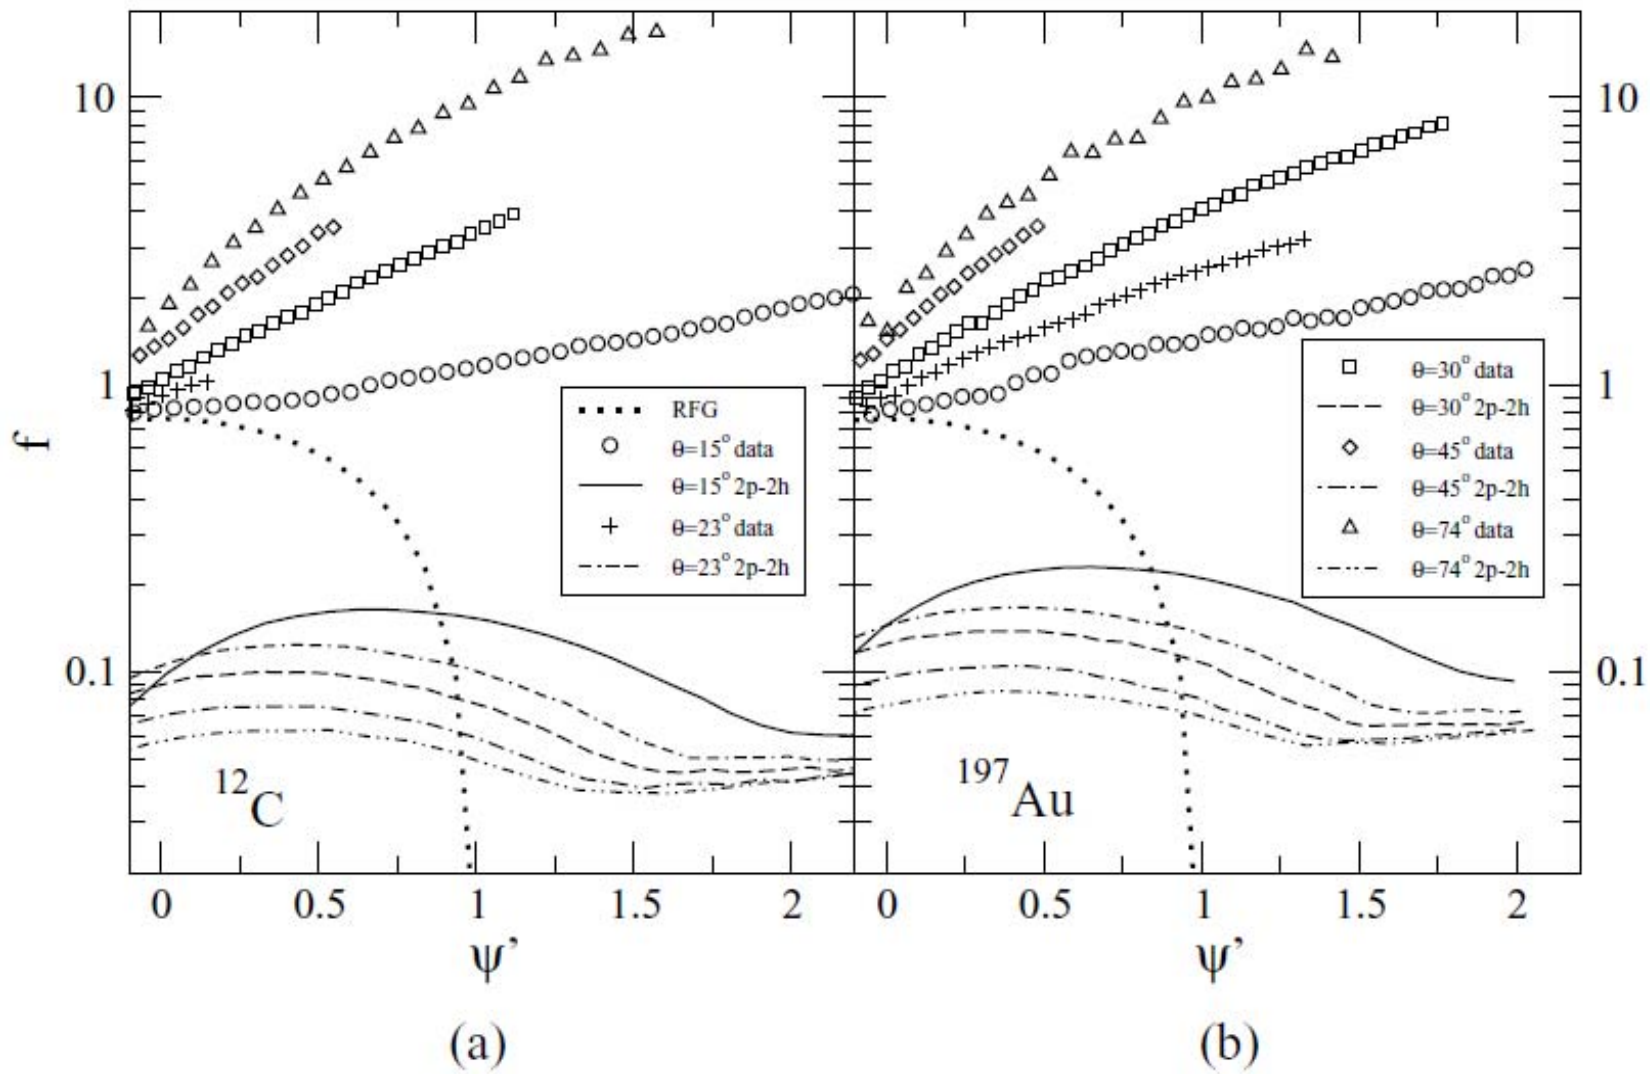 10
1
0.1
f
0
0.5
1
1.5
2
ψ’
12C
RFG
θ=15° data
θ=15° 2p-2h
θ=23° data
θ=23° 2p-2h
(a)
10
1
0.1
0
0.5
1
1.5
2
ψ’
197Au
θ=30° data
θ=30° 2p-2h
θ=45° data
θ=45° 2p-2h
θ=74° data
θ=74° 2p-2h
(b)